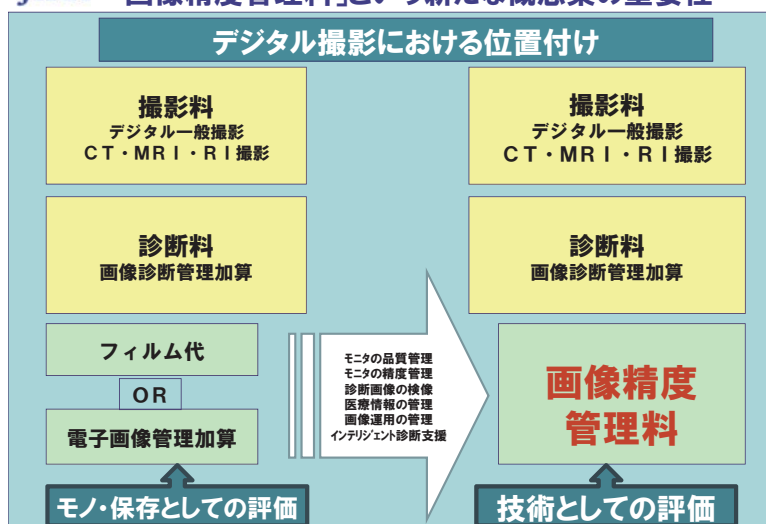 画像精度管理料」という新たな概念案の重要性
デジタル撮影における位置付け
撮影料
デジタル一般撮影
ＣＴ・ＭＲＩ・ＲＩ撮影
診断料
画像診断管理加算
フィルム代
OR
電子画像管理加算
モノ・保存としての評価
モニタの品質管理
モニタの精度管理
診断画像の検像
医療情報の管理
画像運用の管理
インテリジェント診断支援
撮影料
デジタル一般撮影
ＣＴ・ＭＲＩ・ＲＩ撮影
診断料
画像診断管理加算
画像精度
管理料
技術としての評価